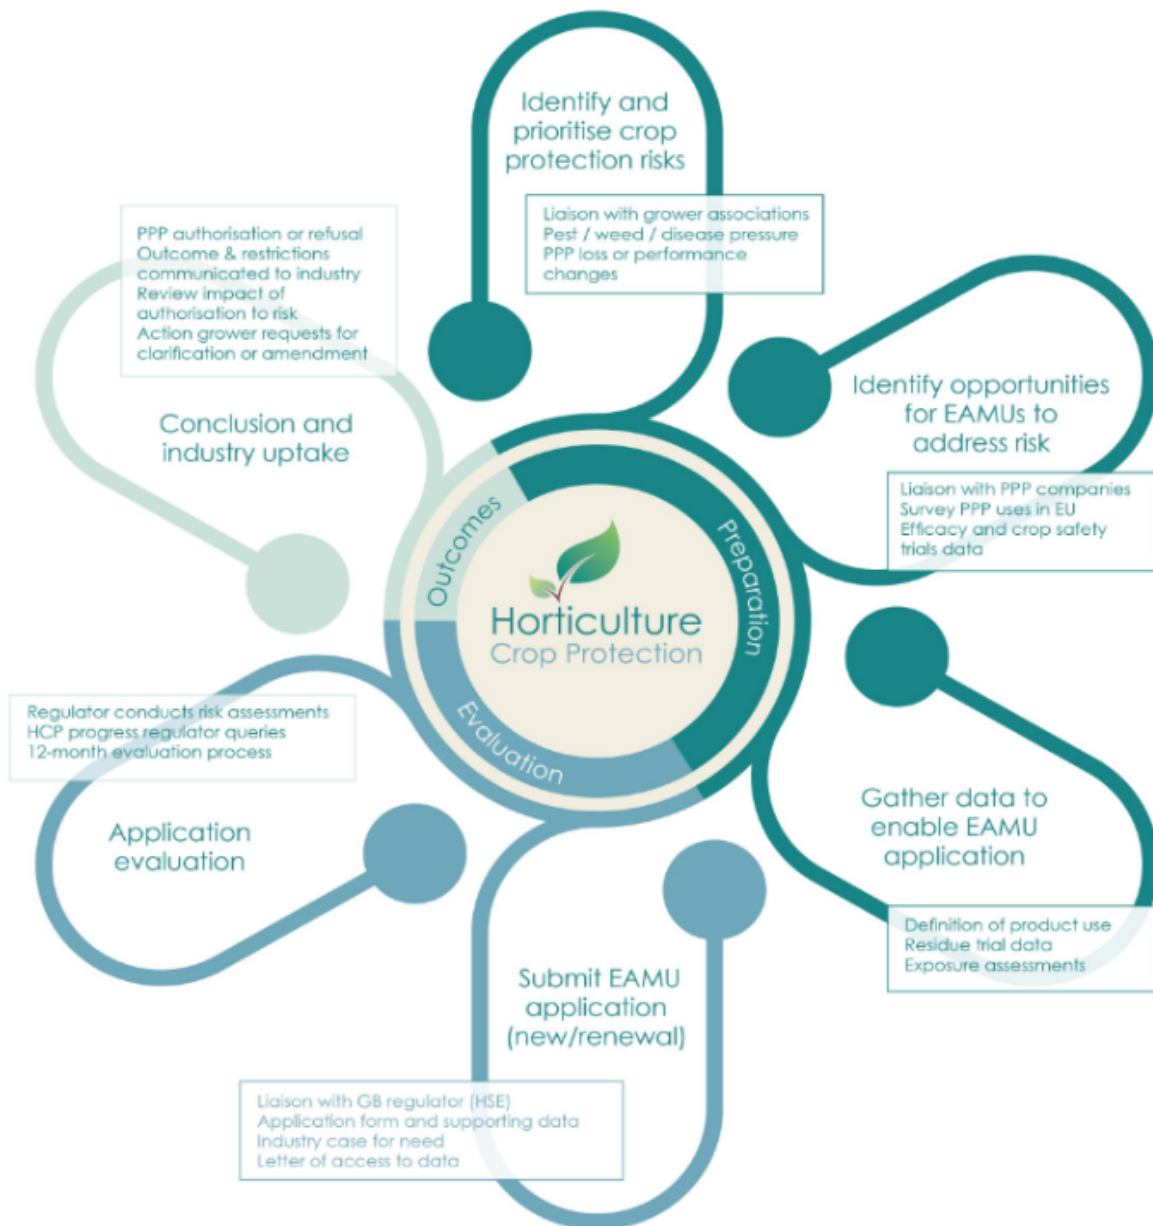 Identify and
prioritise crop
protection risks
Liaison with grower associations
Pest / weed / disease pressure
PPP loss or performance
changes
Identify opportunities
for EAMUs to
address risk
Liaison with PPP companies
Survey PPP uses in EU
Efficacy and crop safety
trials data
Gather data to
enable EAMU
application
Definition of product use
Residue trial data
Exposure assessments
Submit EAMU
application
(new/renewal)
Liaison with GB regulator (HSE)
Application form and supporting data
Industry case for need
Letter of access to data
Application
evaluation
Regulator conducts risk assessments
HCP progress regulator queries
12-month evaluation process
Conclusion and
industry uptake
PPP authorisation or refusal
Outcome & restrictions
communicated to industry
Review impact of
authorisation to risk
Action grower requests for
clarification or amendment
Preparation
Evaluation
Outcomes
Horticulture
Crop Protection